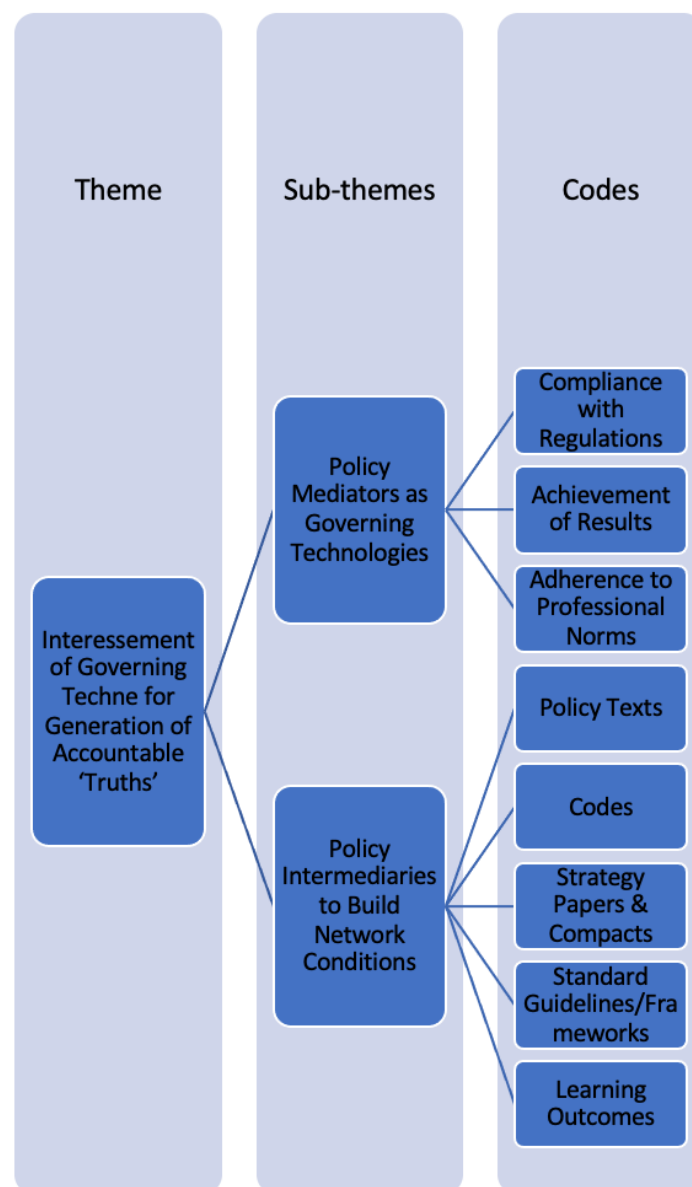 Theme
Sub-themes
Codes
Interessement
of Governing
Techne for
Generation of
Accountable
‘Truths’
Policy
Mediators as
Governing
Technologies
Policy
Intermediaries
to Build
Network
Conditions
Compliance
with
Regulations
Achievement
of Results
Adherence to
Professional
Norms
Policy Texts
Codes
Strategy
Papers &
Compacts
Standard
Guidelines/Fra
meworks
Learning
Outcomes